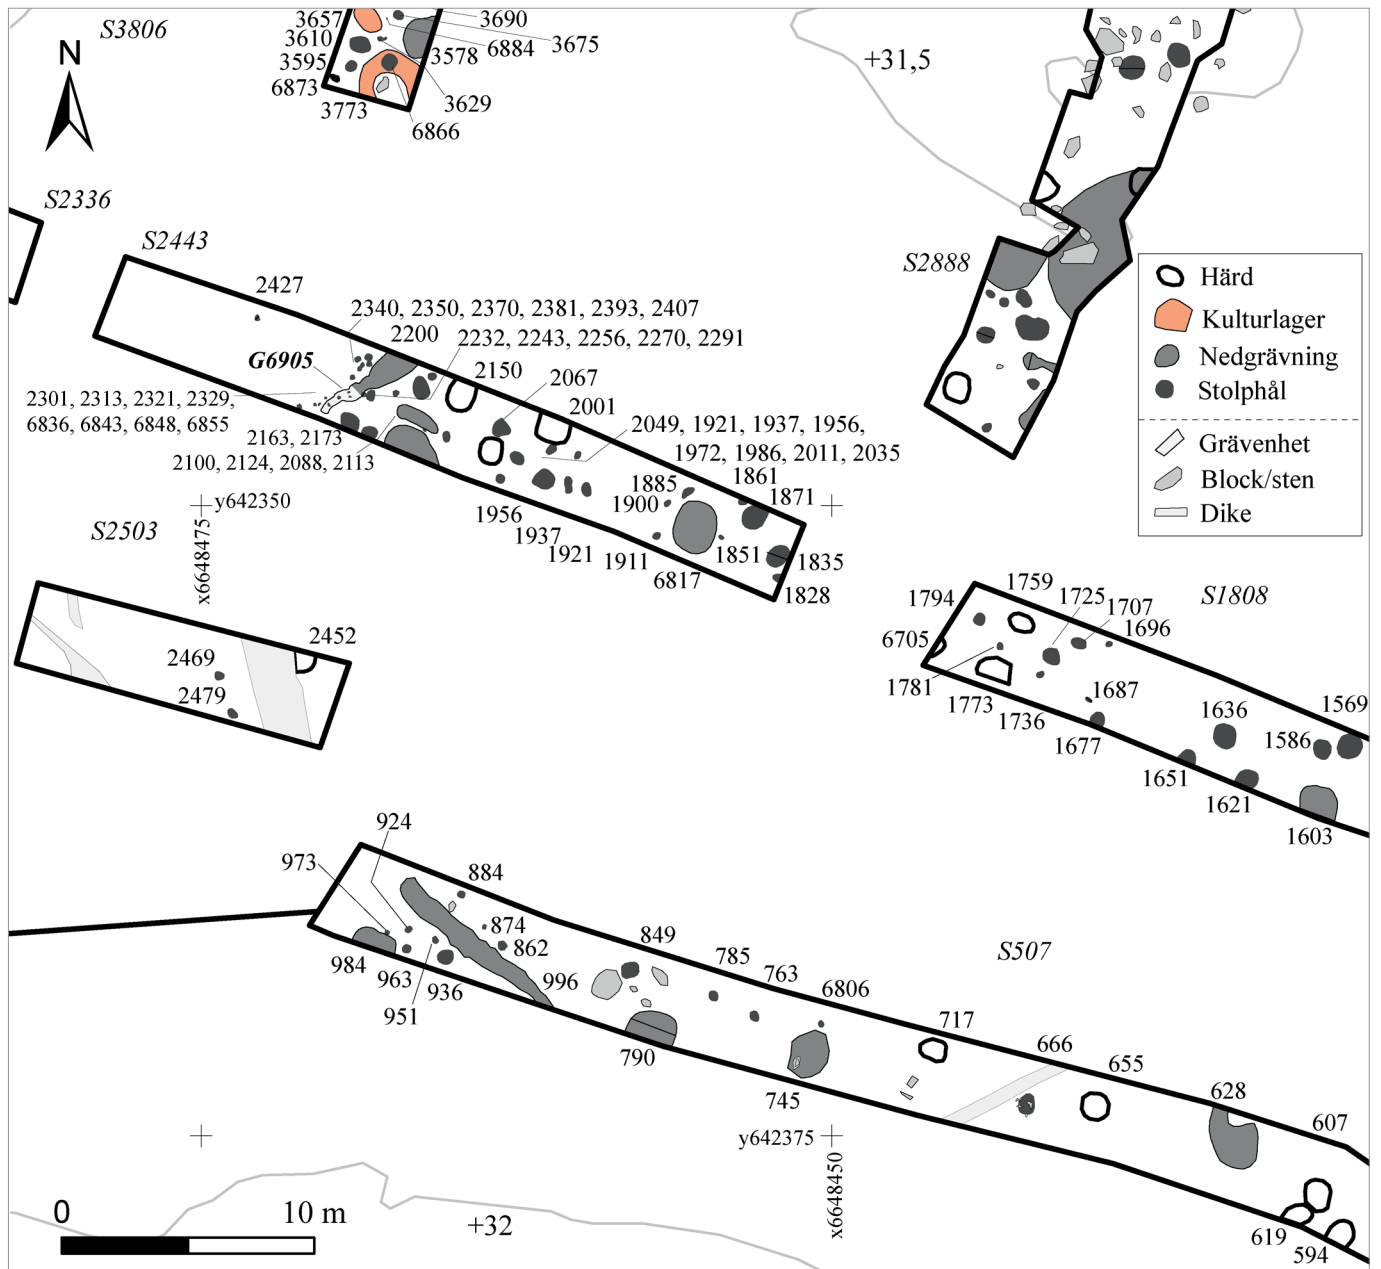 S3806
3657
3610
3595
6873
3773
3690
3675
6884
3578
3629
6866
N
+31,5
S2336
S2443
2427
2340, 2350, 2370, 2381, 2393, 2407
2200
2232, 2243, 2256, 2270, 2291
G6905
2150
2067
2001
2301, 2313, 2321, 2329,
6836, 6843, 6848, 6855
2163, 2173
2100, 2124, 2088, 2113
2049, 1921, 1937, 1956,
1972, 1986, 2011, 2035
1861
1885
1871
1900
1956
1937
1921
1911
6817
1851
1835
1828
S2888
Härd
Kulturlager
Nedgrävning
Stolphål
Grävenhet
Block/sten
Dike
y642350
x6648475
S2503
2452
2469
2479
S1808
1794
1759
1725
1707
1696
6705
1781
1773
1736
1687
1677
1651
1636
1621
1586
1569
1603
924
973
884
874
862
984
963
951
936
996
849
785
763
6806
790
745
717
666
655
628
607
619
594
S507
y642375
x6648450
+32
0
10 m